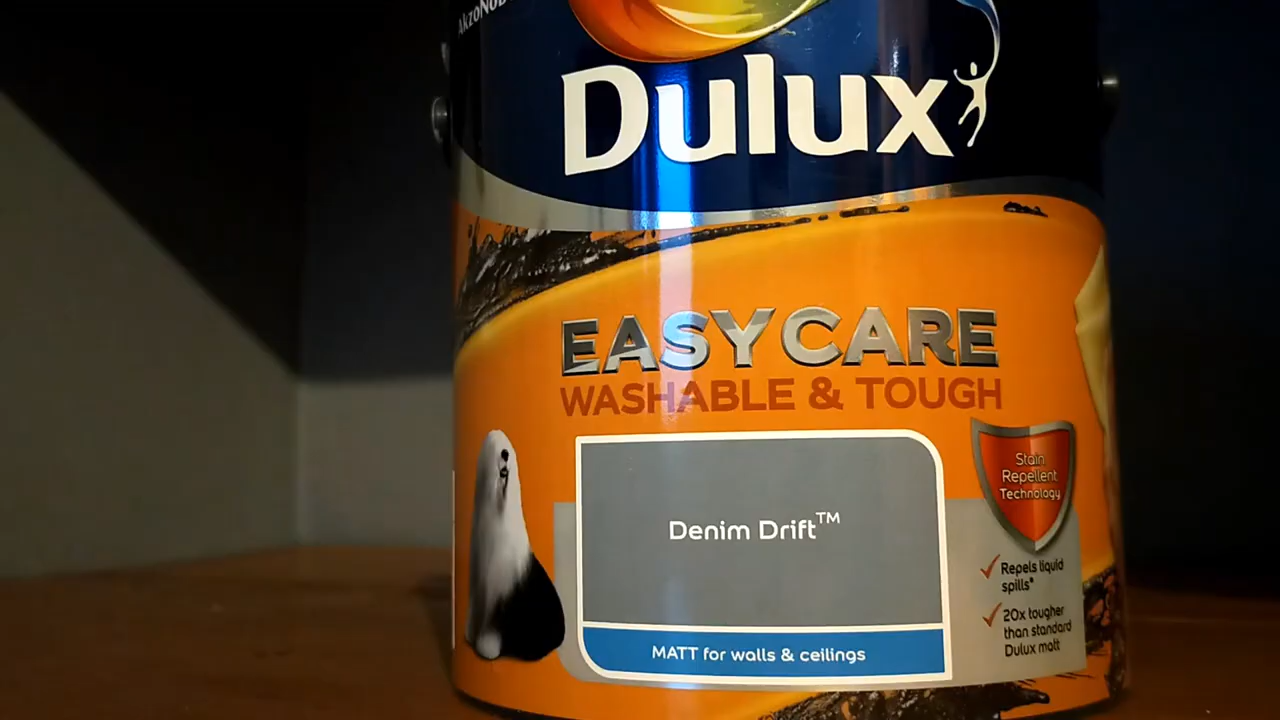 AkzoNob
Dulux
EASYCARE
WASHABLE & TOUGH
Stain
Repellent
Technology
Denim Drift™
Repels liquid
spills*
20x tougher
than standard
Dulux matt
MATT for walls & ceilings